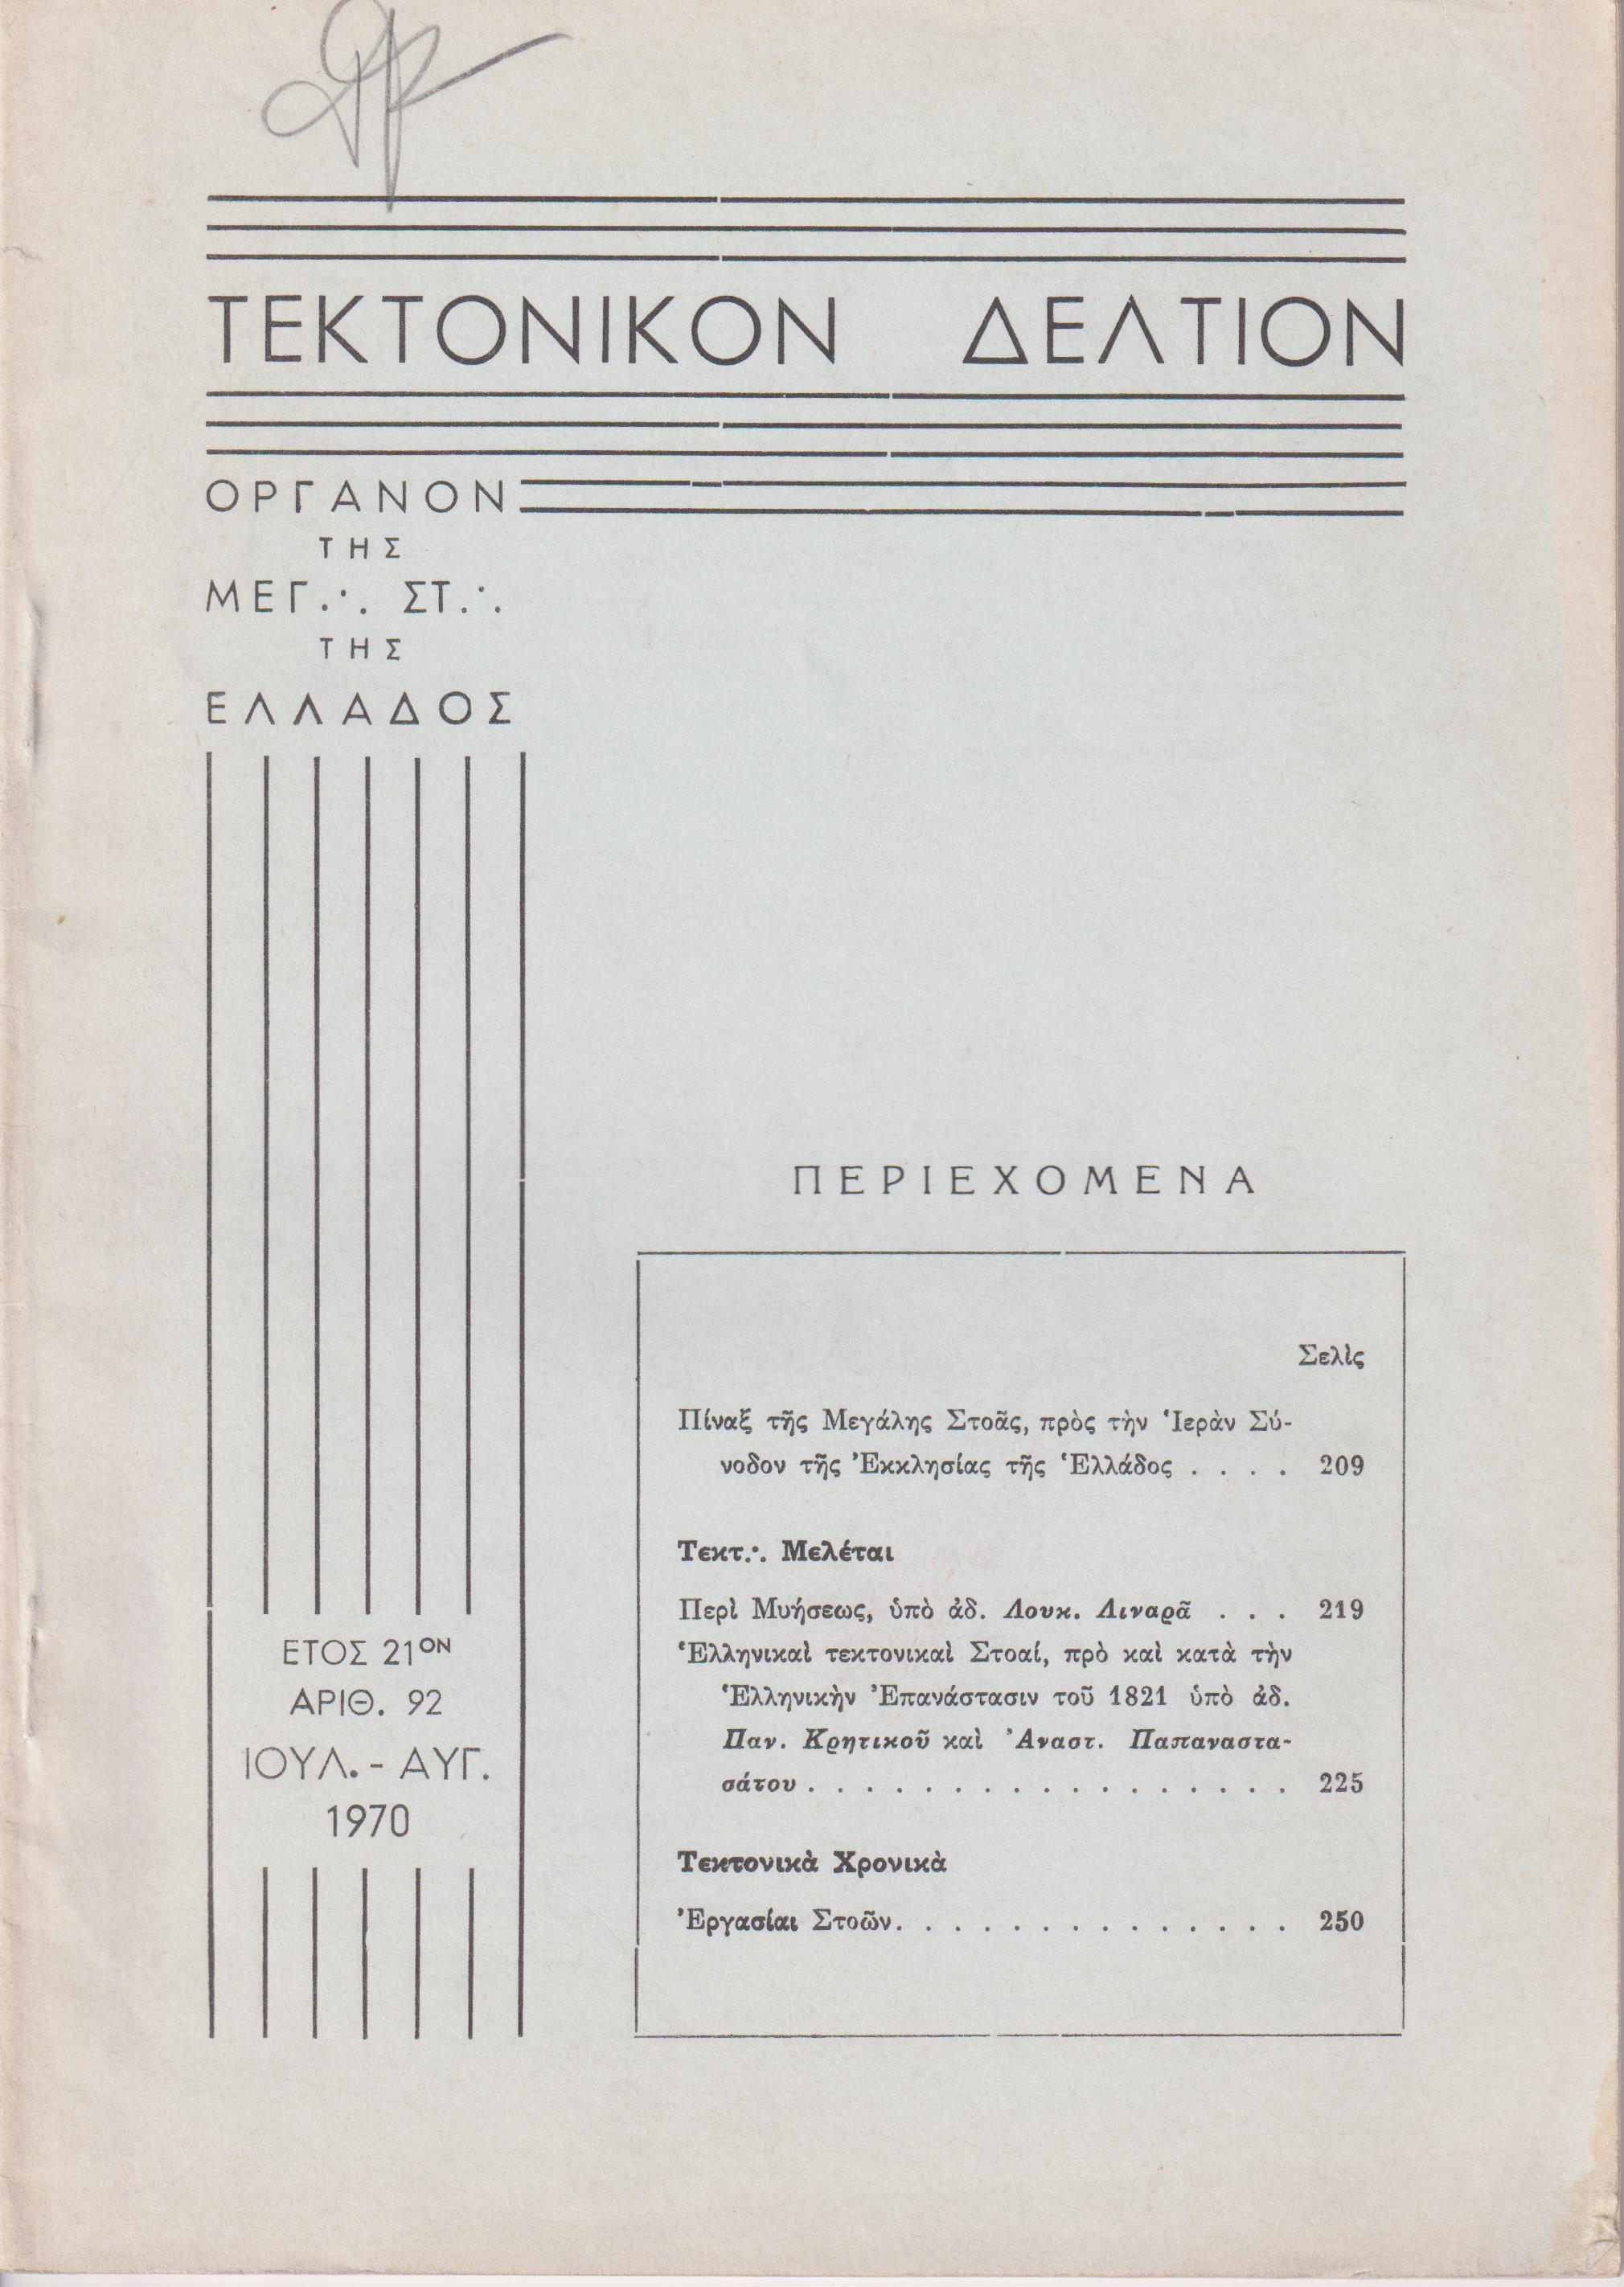 ΤΕΚΤΟΝΙΚΟΝ ΔΕΛΤΙΟΝ
ΟΡΓΑΝΟΝ
ΤΗΣ
ΜΕΓ.·. ΣΤ.·.
ΤΗΣ
ΕΛΛΑΔΟΣ
ΠΕΡΙΕΧΟΜΕΝΑ
Σελὶς
Πίναξ τῆς Μεγάλης Στοᾶς, πρὸς τὴν Ἱερὰν Σύ-
νοδον τῆς Ἐκκλησίας τῆς Ἑλλάδος . . . . 209
Τεκτ.·. Μελέται
Περὶ Μυήσεως, ὑπὸ ἀδ. Λουκ. Λιναρᾶ . . . 219
Ἑλληνικαὶ τεκτονικαὶ Στοαί, πρὸ καὶ κατὰ τὴν
Ἑλληνικὴν Ἐπανάστασιν τοῦ 1821 ὑπὸ ἀδ.
Παν. Κρητικοῦ καὶ Ἀναστ. Παπαναστα-
σάτου . . . . . . . . . . . . . . . . . 225
Τεκτονικὰ Χρονικὰ
Ἐργασίαι Στοῶν. . . . . . . . . . . . . . 250
ΕΤΟΣ 21ΟΝ
ΑΡΙΘ. 92
ΙΟΥΛ. - ΑΥΓ.
1970